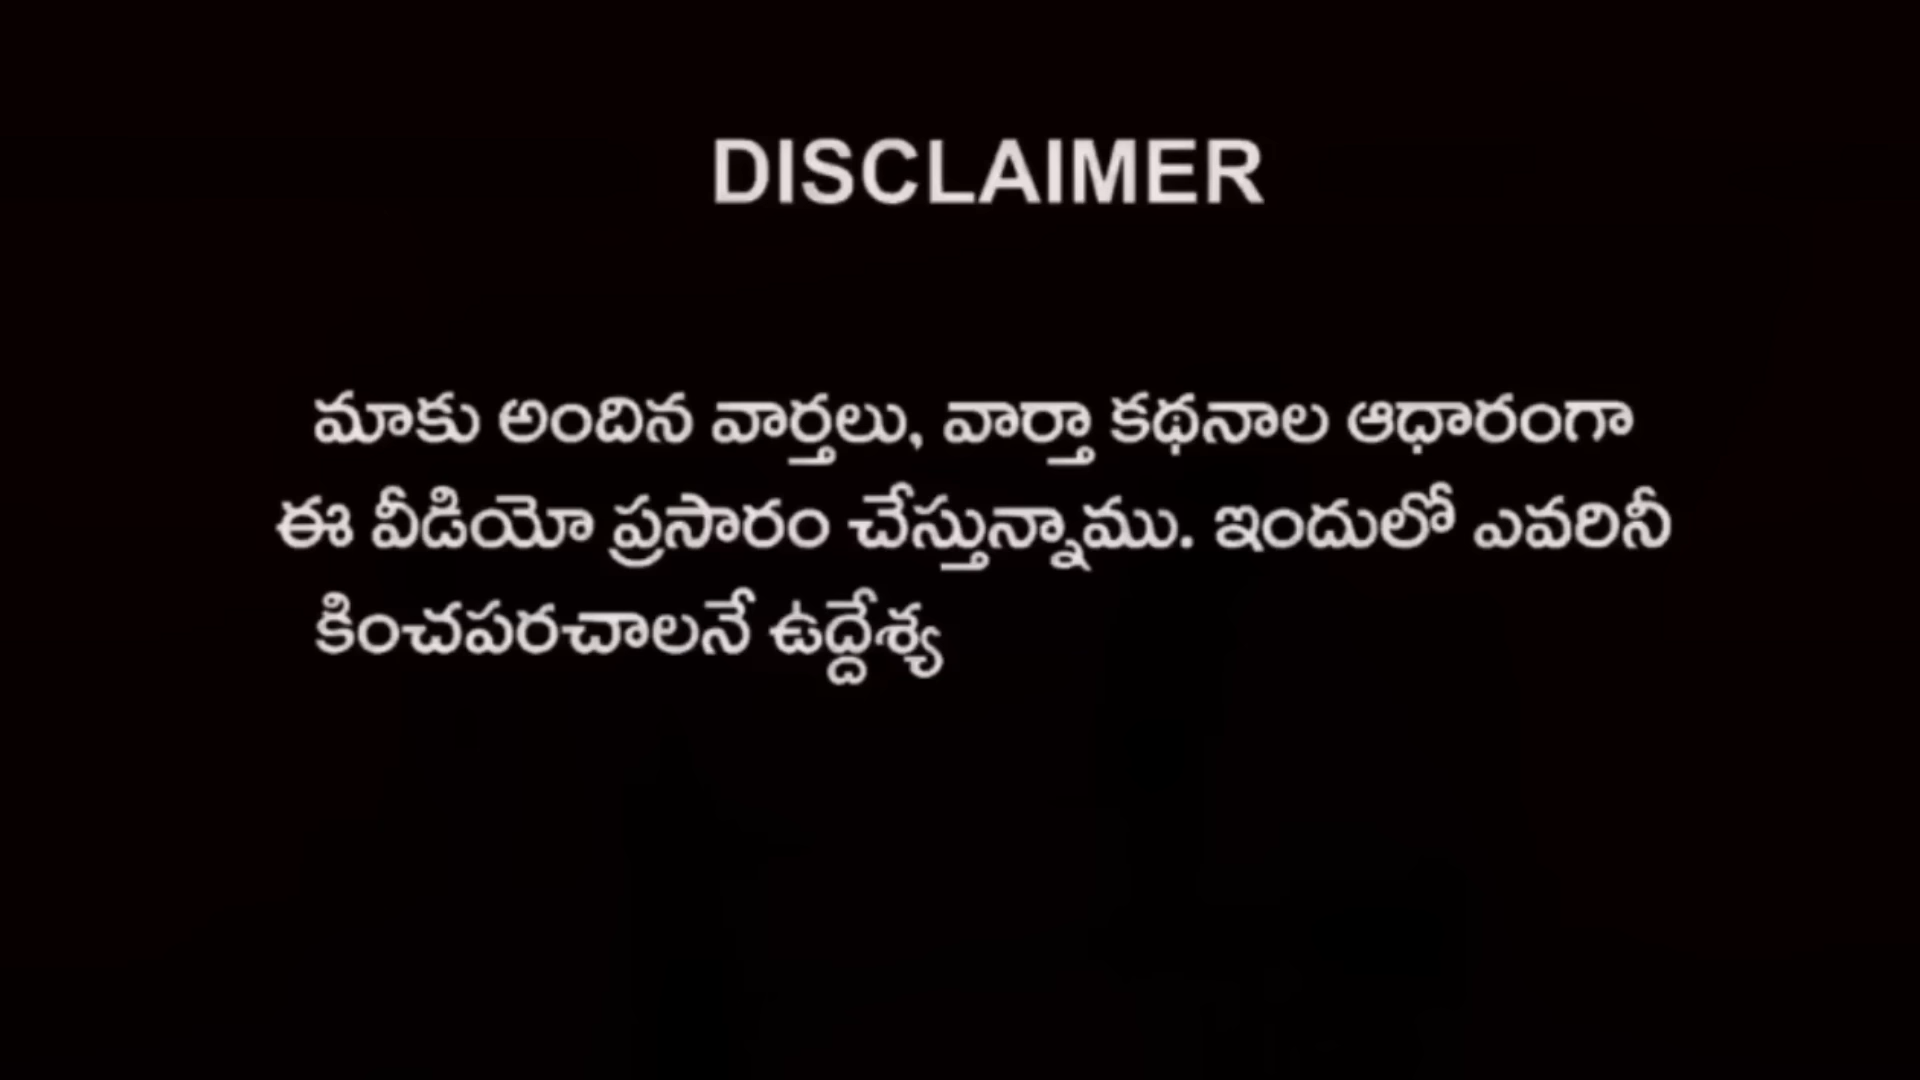 DISCLAIMER
మాకు అందిన వార్తలు, వార్తా కథనాల ఆధారంగా
ఈ వీడియో ప్రసారం చేస్తున్నాము. ఇందులో ఎవరినీ
కించపరచాలనే ఉద్దేశ్య